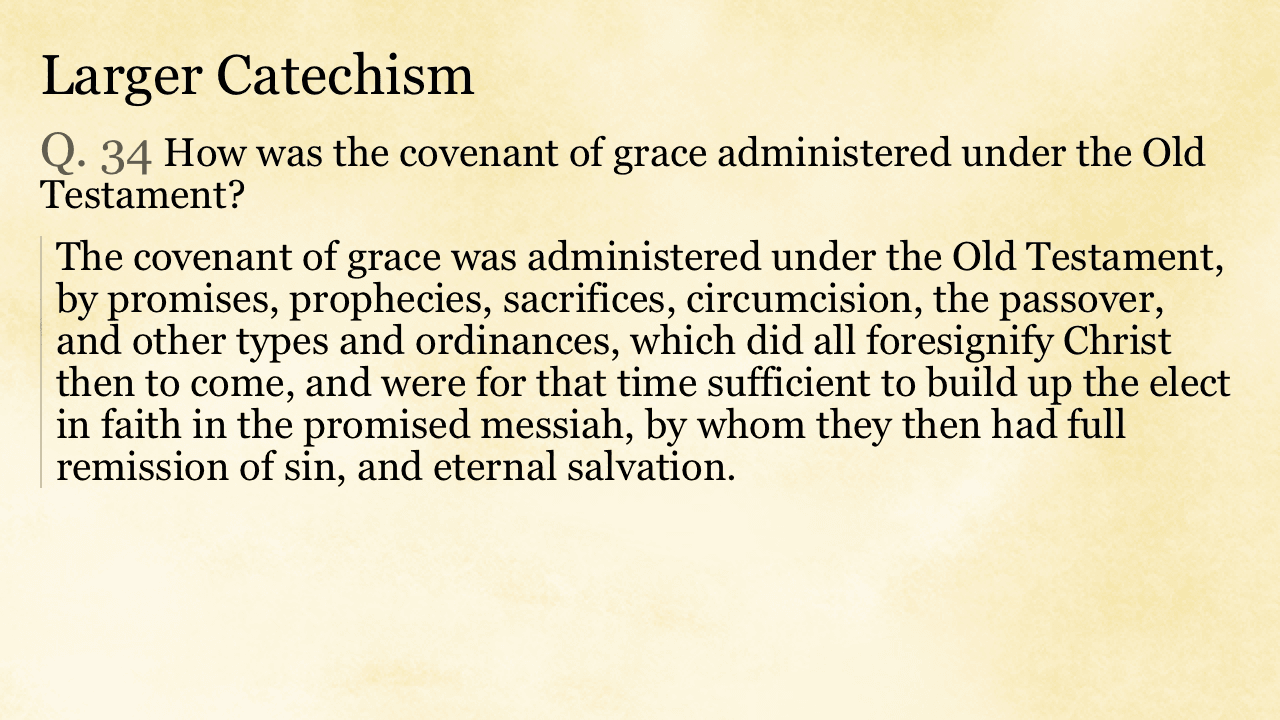 Larger Catechism
Q. 34 How was the covenant of grace administered under the Old
Testament?
The covenant of grace was administered under the Old Testament,
by promises, prophecies, sacrifices, circumcision, the passover,
and other types and ordinances, which did all foresignify Christ
then to come, and were for that time sufficient to build up the elect
in faith in the promised messiah, by whom they then had full
remission of sin, and eternal salvation.